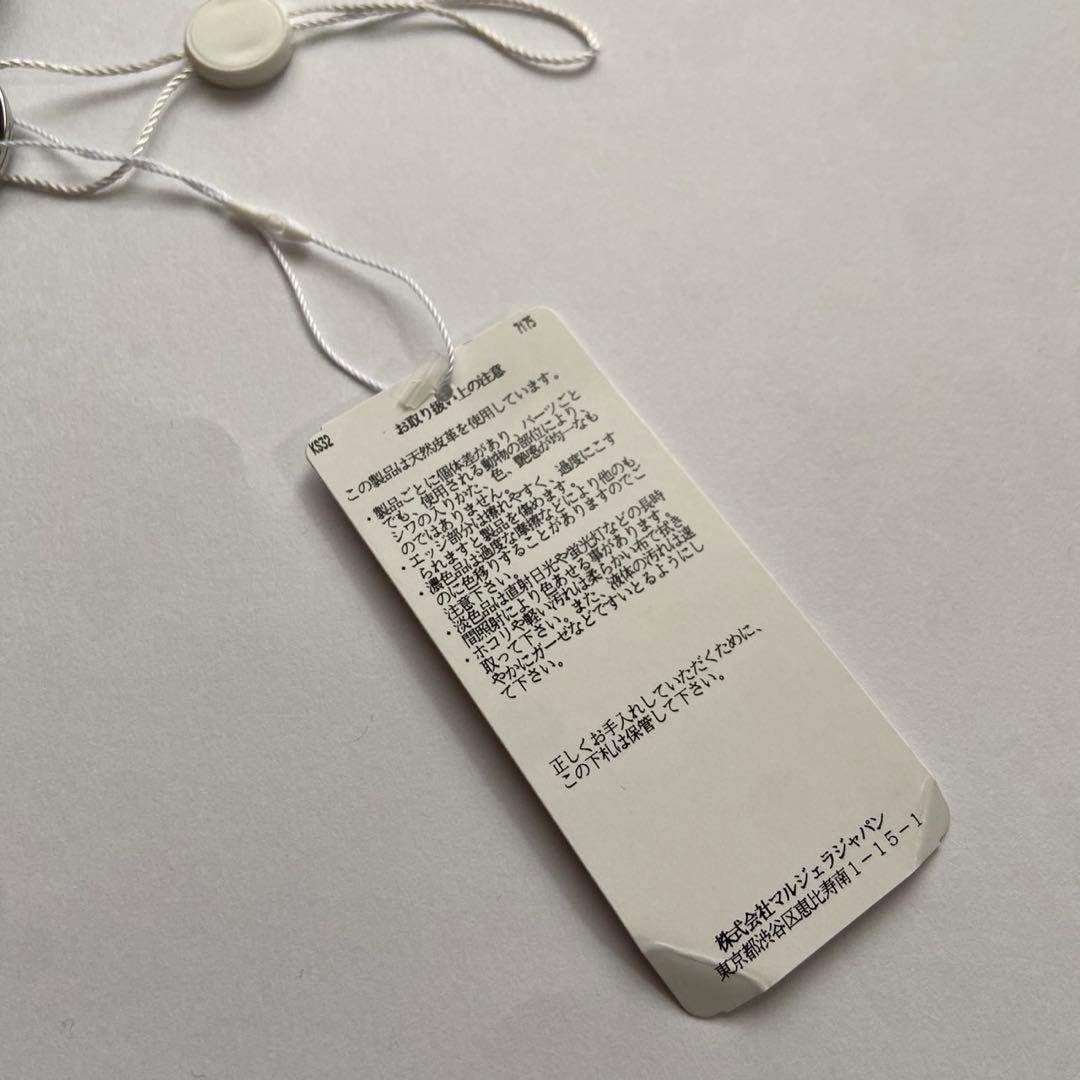 KS32
7175
お取り扱い上の注意
この製品は天然皮革を使用しています。
・製品ごとに個体差があり、パーツごと
でも、使用される動物の部位により、
シワの入りかた、色、艶感が均一なも
のではありません。
・エッジ部分は擦れやすく、過度にこす
られますと製品を傷めます。
・濃色品は過度な摩擦などにより他のも
のに色移りすることがありますのでご
注意下さい。
・淡色品は直射日光や蛍光灯などの長時
間照射により色あせる事があります。
・ホコリや軽い汚れは柔らかい布で拭き
取って下さい。また、液体の汚れは速
やかにガーゼなどですいとるようにし
て下さい。
正しくお手入れしていただくために、
この下札は保管して下さい。
株式会社マルジェラジャパン
東京都渋谷区恵比寿南1-15-1